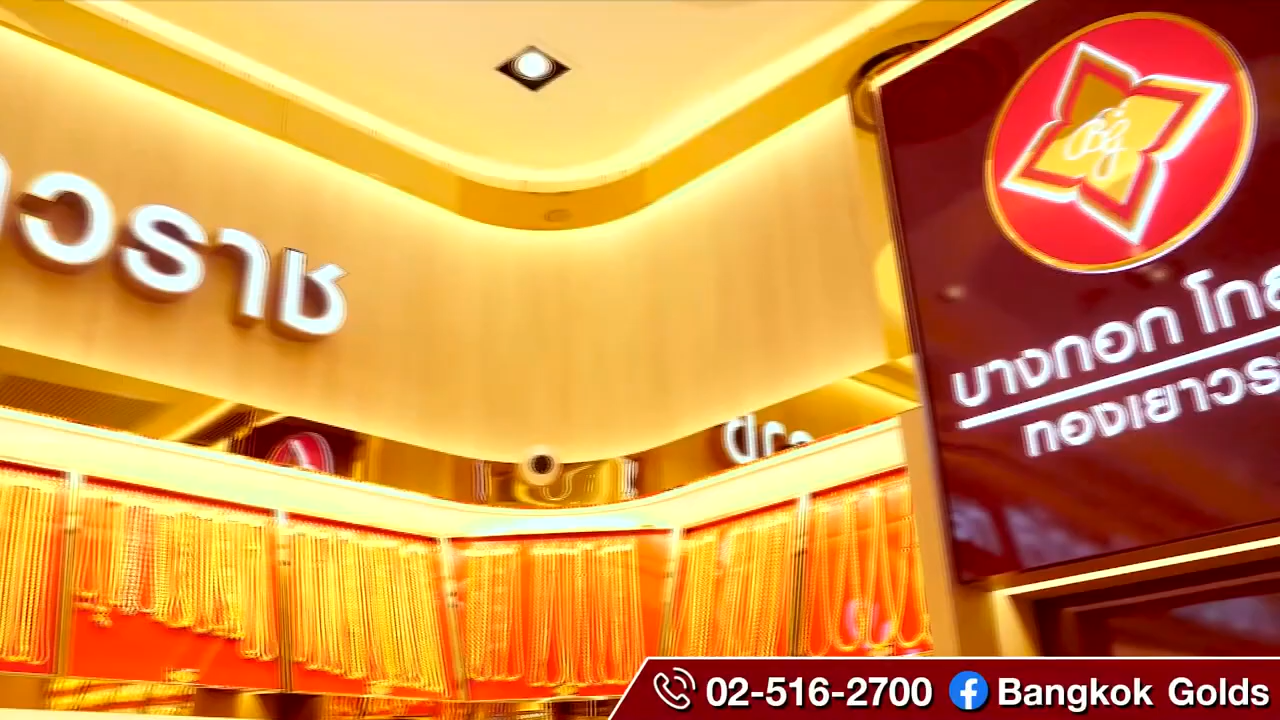 วราช
Bg
บางกอก โกล
ทองเยาวรา
02-516-2700 Bangkok Golds